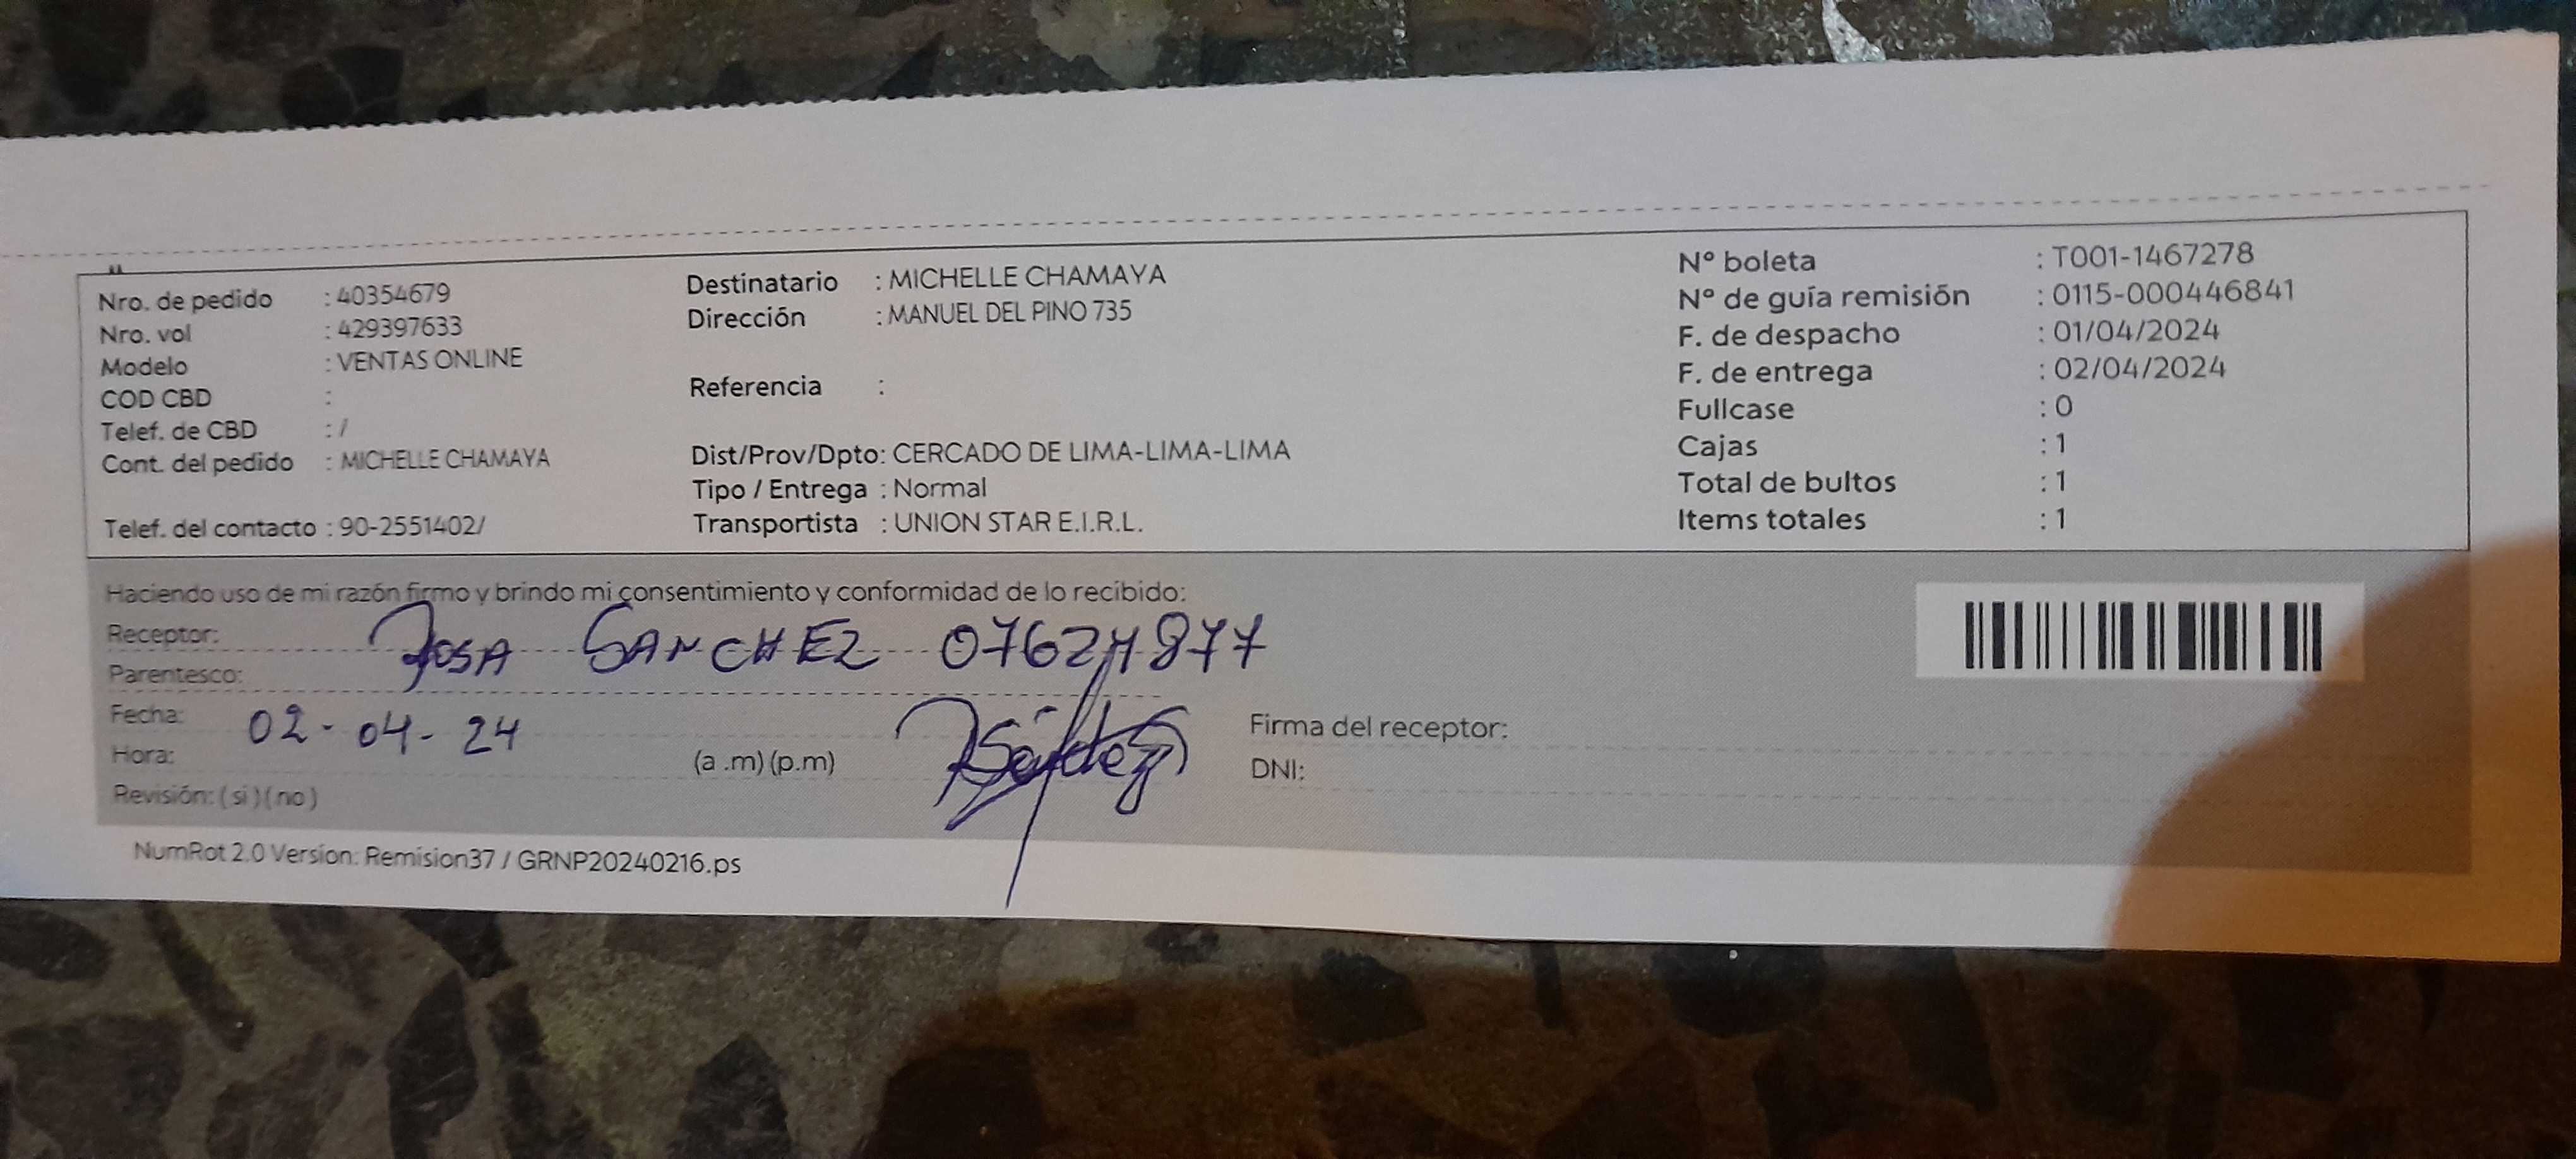 Nro. de pedido : 40354679
Nro. vol : 429397633
Modelo : VENTAS ONLINE
COD CBD :
Telef. de CBD : /
Cont. del pedido : MICHELLE CHAMAYA
Telef. del contacto : 90-2551402/
Destinatario : MICHELLE CHAMAYA
Dirección : MANUEL DEL PINO 735
Referencia :
Dist/Prov/Dpto: CERCADO DE LIMA-LIMA-LIMA
Tipo / Entrega : Normal
Transportista : UNION STAR E.I.R.L.
Nº boleta : T001-1467278
Nº de guía remisión : 0115-000446841
F. de despacho : 01/04/2024
F. de entrega : 02/04/2024
Fullcase : 0
Cajas : 1
Total de bultos : 1
Items totales : 1
Haciendo uso de mi razón firmo y brindo mi consentimiento y conformidad de lo recibido:
Receptor: ROSA SANCHEZ 07624877
Parentesco:
Fecha: 02-04-24
Hora: (a .m) (p.m)
Revisión: ( si ) ( no )
Firma del receptor:
DNI:
NumRot 2.0 Version: Remision37 / GRNP20240216.ps